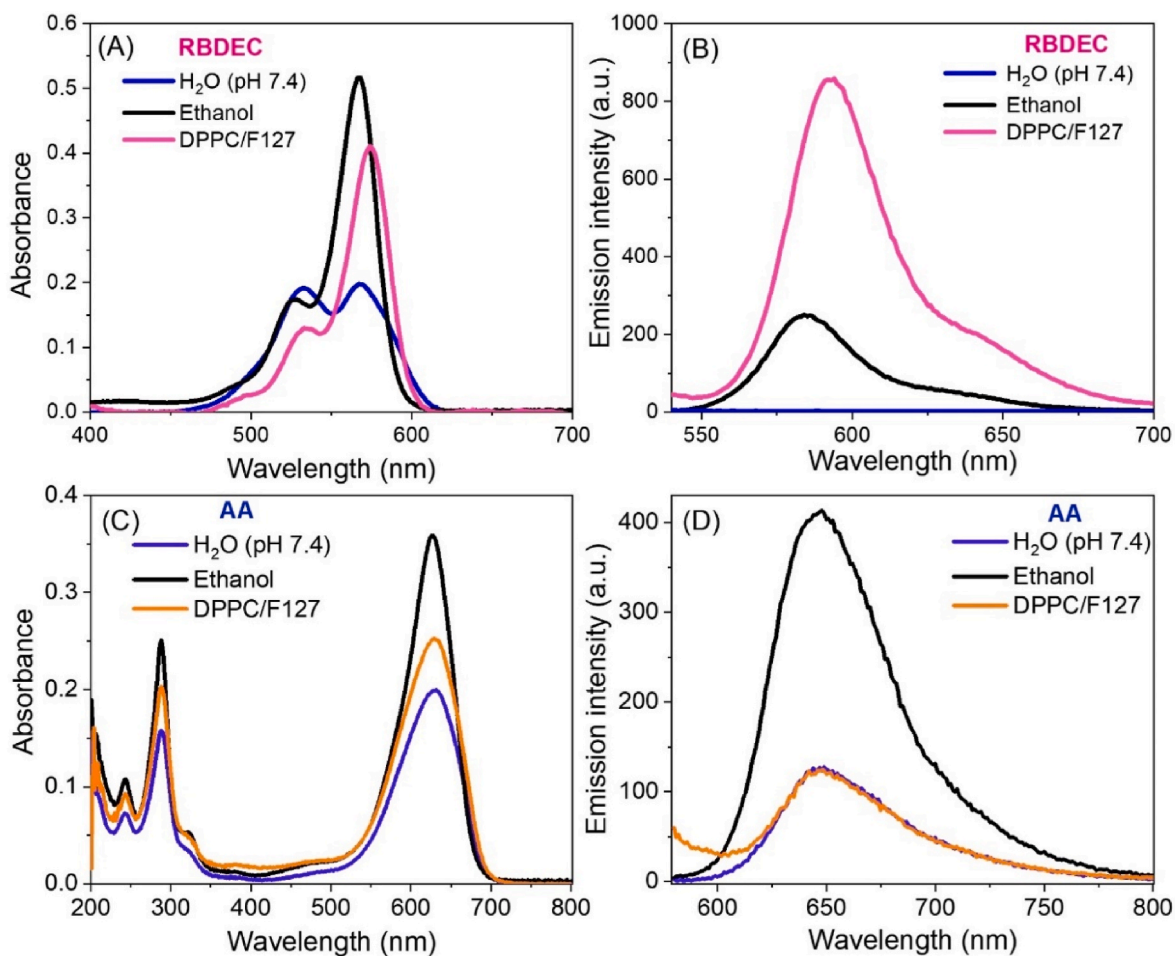 (A)
RBDEC
H₂O (pH 7.4)
Ethanol
DPPC/F127
Absorbance
0.6
0.5
0.4
0.3
0.2
0.1
0.0
400
500
600
700
Wavelength (nm)
(B)
RBDEC
H₂O (pH 7.4)
Ethanol
DPPC/F127
Emission intensity (a.u.)
1000
800
600
400
200
0
550
600
650
700
Wavelength (nm)
(C)
AA
H₂O (pH 7.4)
Ethanol
DPPC/F127
Absorbance
0.4
0.3
0.2
0.1
0.0
200
300
400
500
600
700
800
Wavelength (nm)
(D)
AA
H₂O (pH 7.4)
Ethanol
DPPC/F127
Emission intensity (a.u.)
400
300
200
100
0
600
650
700
750
800
Wavelength (nm)